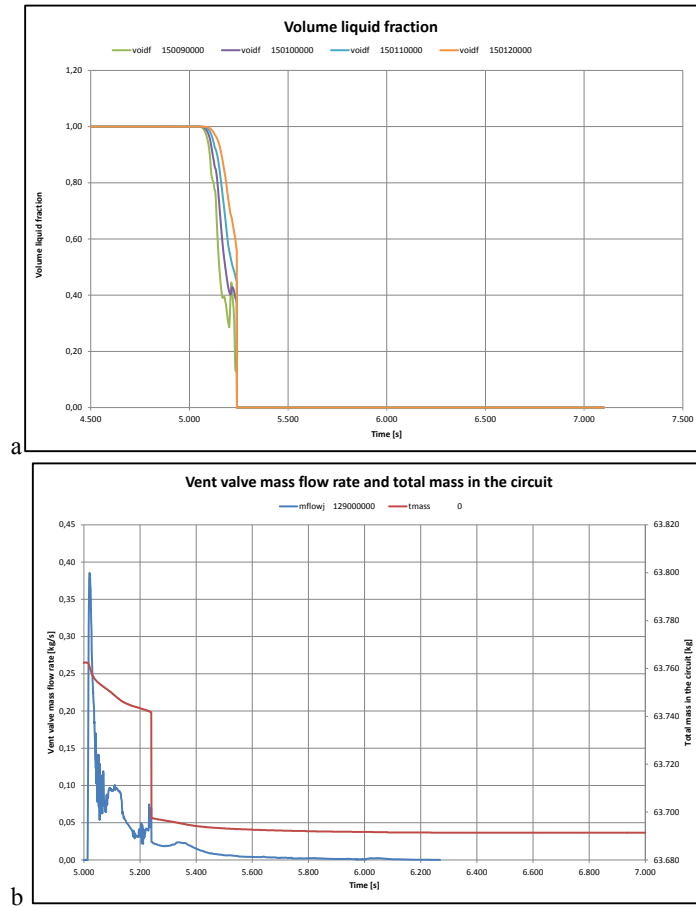 Volume liquid fraction
voidf 150090000 voidf 150100000 voidf 150110000 voidf 150120000
1,20
1,00
0,80
0,60
0,40
0,20
0,00
Volume liquid fraction
4.500 5.000 5.500 6.000 6.500 7.000 7.500
Time [s]
a
Vent valve mass flow rate and total mass in the circuit
mflowj 129000000 tmass 0
0,45
0,40
0,35
0,30
0,25
0,20
0,15
0,10
0,05
0,00
Vent valve mass flow rate [kg/s]
63.820
63.800
63.780
63.760
63.740
63.720
63.700
63.680
Total mass in the circuit [kg]
5.000 5.200 5.400 5.600 5.800 6.000 6.200 6.400 6.600 6.800 7.000
Time [s]
b